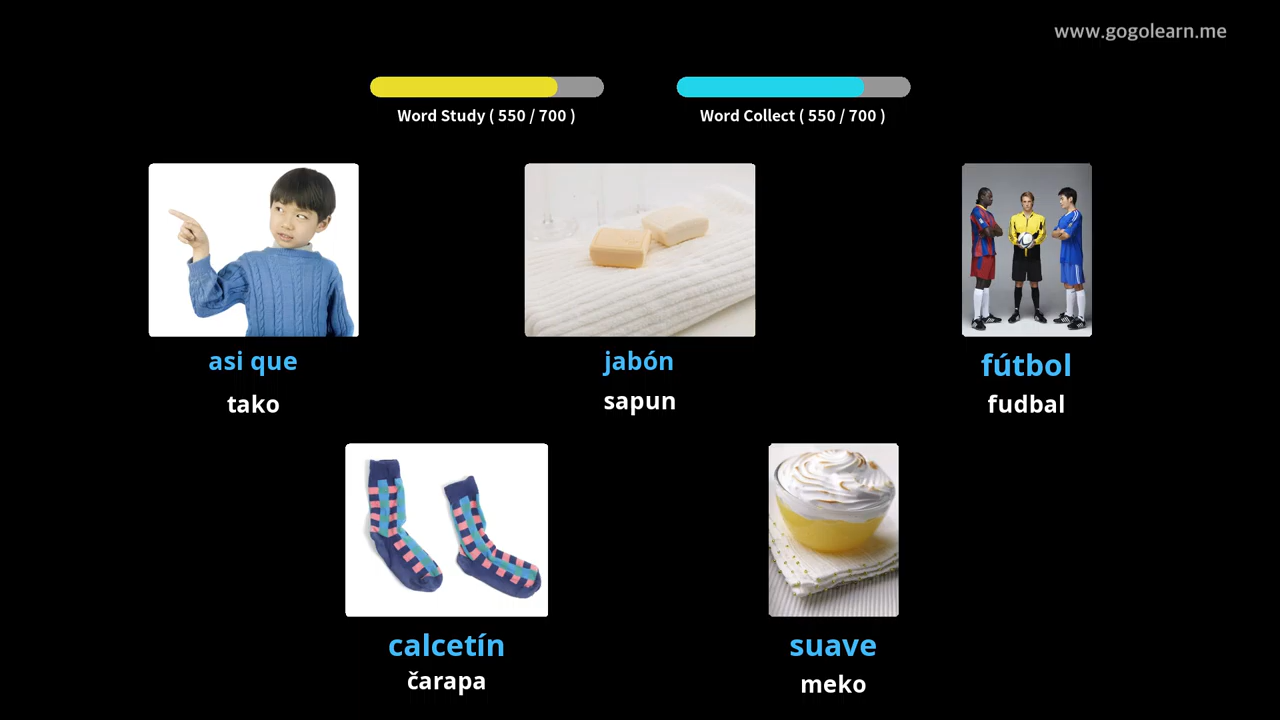 www.gogolearn.me
Word Study ( 550 / 700 )
Word Collect ( 550 / 700 )
asi que
tako
jabón
sapun
fútbol
fudbal
calcetín
čarapa
suave
meko